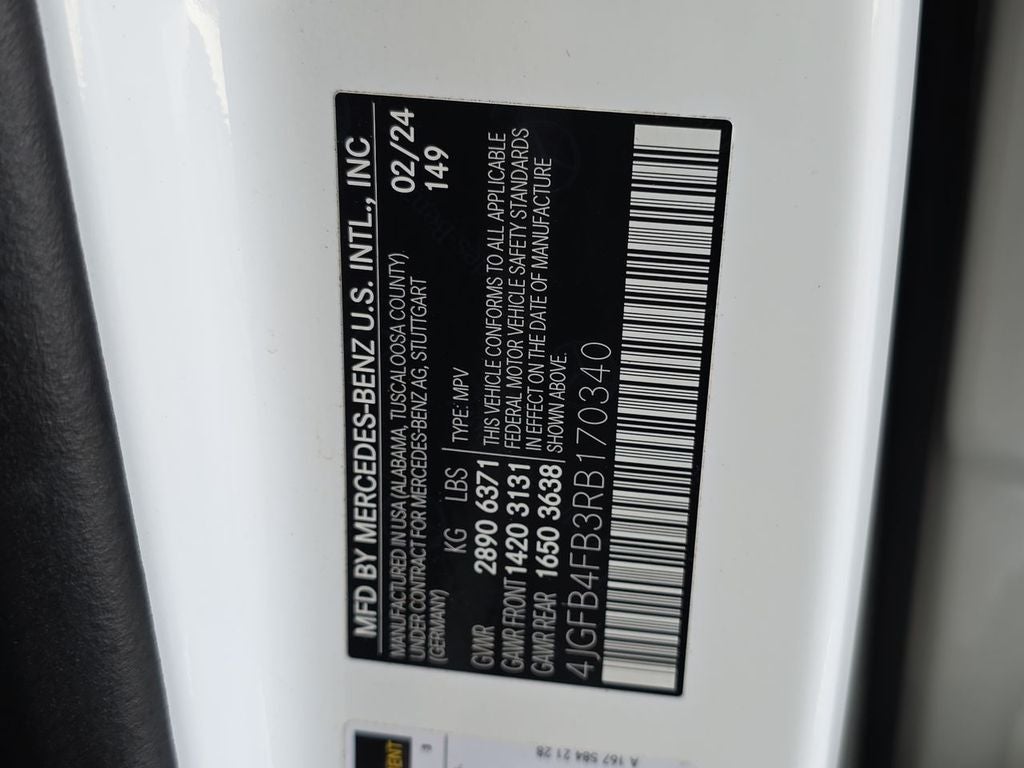 MFD BY MERCEDES-BENZ U.S. INTL., INC
MANUFACTURED IN USA (ALABAMA, TUSCALOOSA COUNTY)
UNDER CONTRACT FOR MERCEDES-BENZ AG, STUTTGART
(GERMANY)
02/24
149
KG LBS TYPE: MPV
GVWR 2890 6371
GAWR FRONT 1420 3131
GAWR REAR 1650 3638
THIS VEHICLE CONFORMS TO ALL APPLICABLE
FEDERAL MOTOR VEHICLE SAFETY STANDARDS
IN EFFECT ON THE DATE OF MANUFACTURE
SHOWN ABOVE.
4JGFB4FB3RB170340
A 167 584 21 28